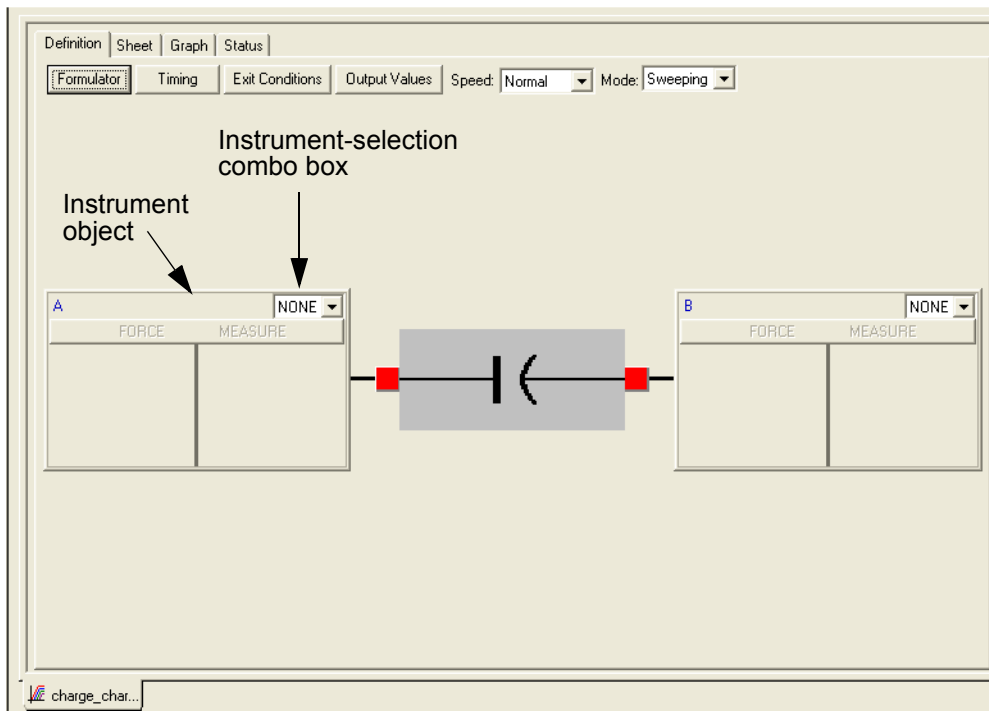 Definition Sheet Graph Status
Formulator Timing Exit Conditions Output Values Speed: Normal Mode: Sweeping
Instrument-selection
combo box
Instrument
object
A NONE
FORCE MEASURE
B NONE
FORCE MEASURE
charge_char...